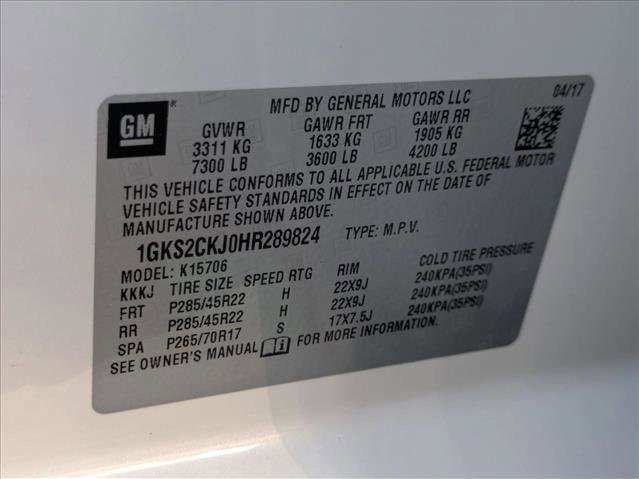 GM®
MFD BY GENERAL MOTORS LLC
04/17
GVWR GAWR FRT GAWR RR
3311 KG 1633 KG 1905 KG
7300 LB 3600 LB 4200 LB
THIS VEHICLE CONFORMS TO ALL APPLICABLE U.S. FEDERAL MOTOR
VEHICLE SAFETY STANDARDS IN EFFECT ON THE DATE OF
MANUFACTURE SHOWN ABOVE.
1GKS2CKJ0HR289824 TYPE: M.P.V.
MODEL: K15706
KKKJ TIRE SIZE SPEED RTG RIM COLD TIRE PRESSURE
FRT P285/45R22 H 22X9J 240KPA(35PSI)
RR P285/45R22 H 22X9J 240KPA(35PSI)
SPA P265/70R17 S 17X7.5J 240KPA(35PSI)
SEE OWNER'S MANUAL FOR MORE INFORMATION.